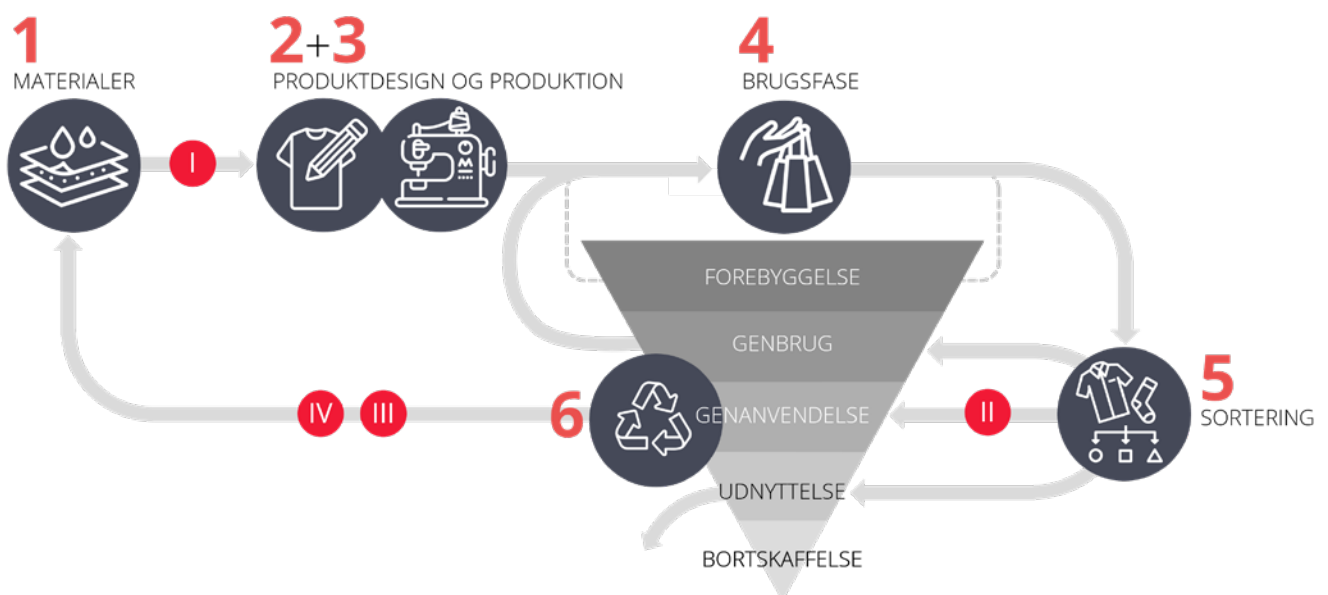 1
MATERIALER
2+3
PRODUKTDESIGN OG PRODUKTION
4
BRUGSFASE
I
FOREBYGGELSE
GENBRUG
5
SORTERING
IV
III
6
GENANVENDELSE
II
UDNYTTELSE
BORTSKAFFELSE